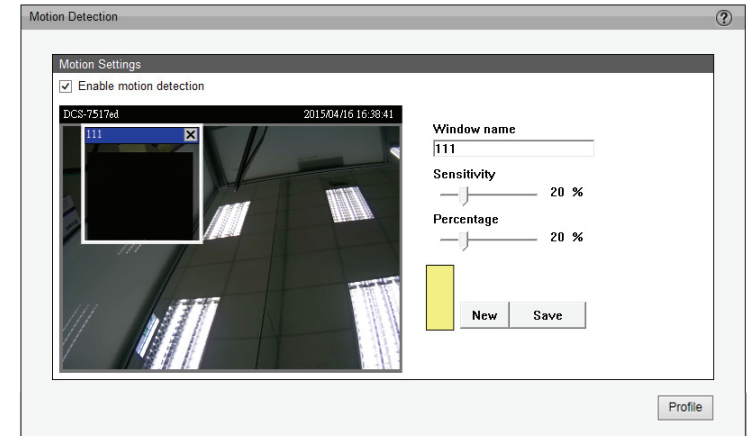 Motion Detection
?
Motion Settings
Enable motion detection
DCS-7517ed 2015/04/16 16:38:41
111
Window name
111
Sensitivity
20 %
Percentage
20 %
New Save
Profile